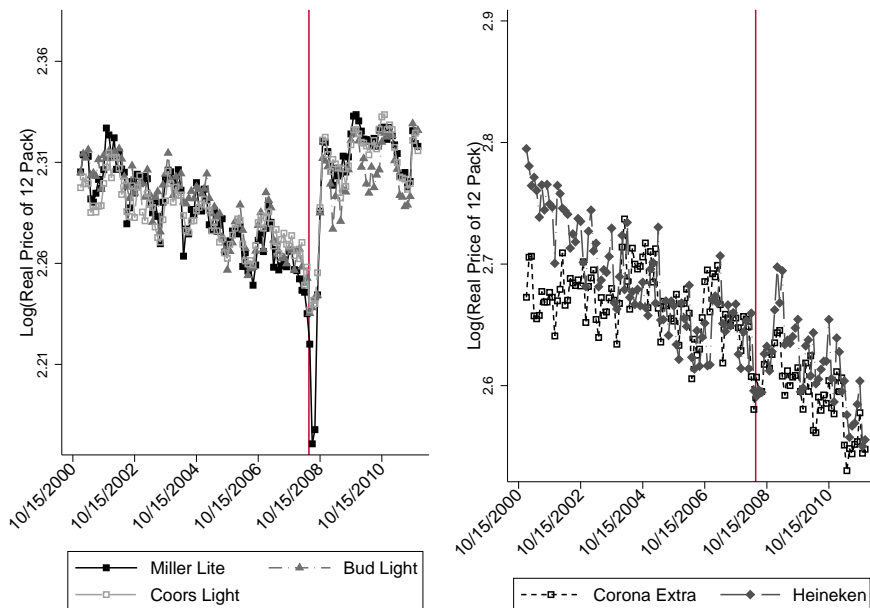 Log(Real Price of 12 Pack)
2.36
2.31
2.26
2.21
10/15/2000
10/15/2002
10/15/2004
10/15/2006
10/15/2008
10/15/2010
Miller Lite
Bud Light
Coors Light
Log(Real Price of 12 Pack)
2.9
2.8
2.7
2.6
10/15/2000
10/15/2002
10/15/2004
10/15/2006
10/15/2008
10/15/2010
Corona Extra
Heineken